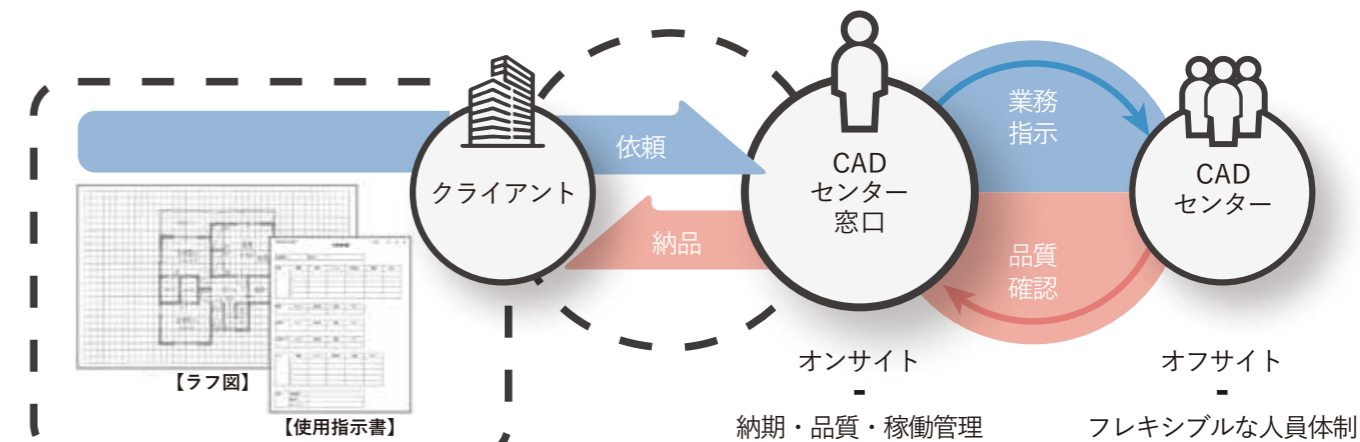 依頼
クライアント
納品
【ラフ図】
【使用指示書】
CAD
センター
窓口
業務
指示
品質
確認
CAD
センター
オンサイト
-
納期・品質・稼働管理
オフサイト
-
フレキシブルな人員体制